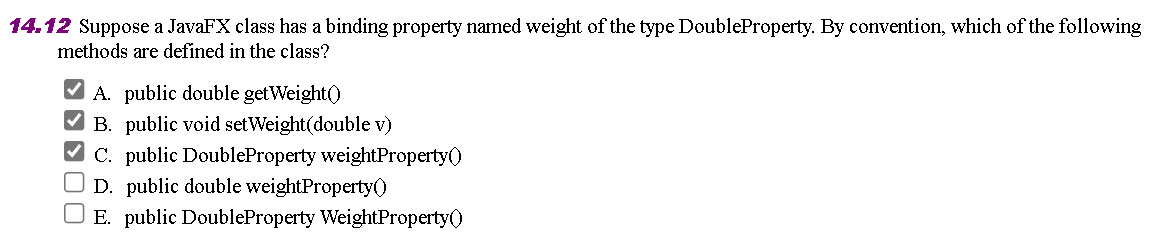 14.12 Suppose a JavaFX class has a binding property named weight of the type DoubleProperty. By convention, which of the following
methods are defined in the class?
A. public double getWeight()
B. public void setWeight(double v)
C. public DoubleProperty weightProperty()
D. public double weightProperty()
E. public DoubleProperty WeightProperty()